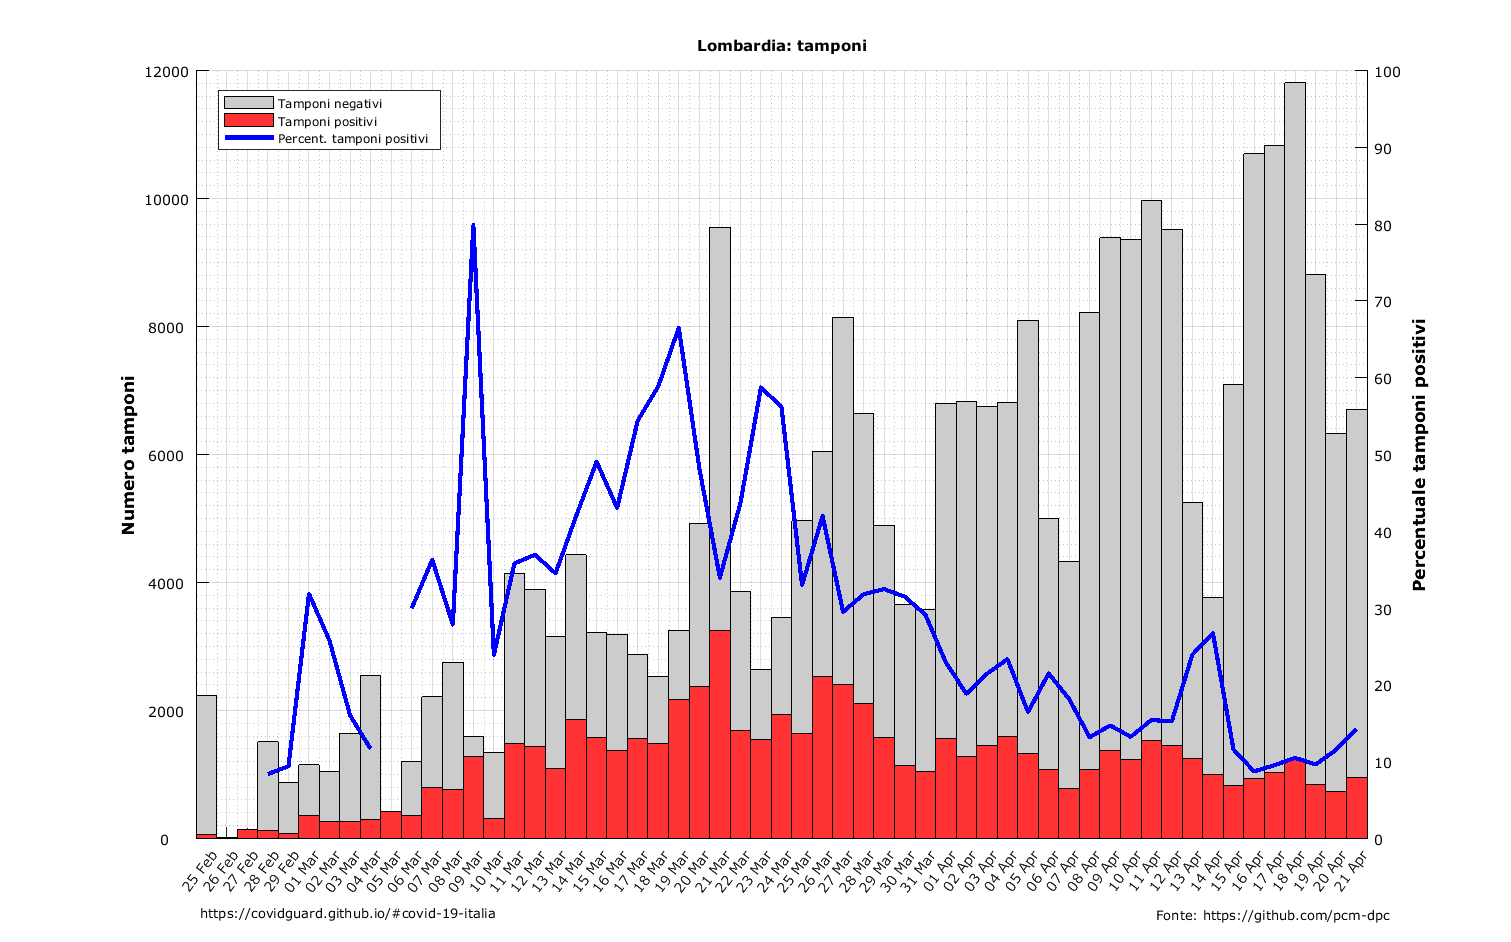 Lombardia: tamponi
Tamponi negativi
Tamponi positivi
Percent. tamponi positivi
Numero tamponi
12000
10000
8000
6000
4000
2000
0
100
90
80
70
60
50
40
30
20
10
0
Percentuale tamponi positivi
25 Feb
26 Feb
27 Feb
28 Feb
29 Feb
01 Mar
02 Mar
03 Mar
04 Mar
05 Mar
06 Mar
07 Mar
08 Mar
09 Mar
10 Mar
11 Mar
12 Mar
13 Mar
14 Mar
15 Mar
16 Mar
17 Mar
18 Mar
19 Mar
20 Mar
21 Mar
22 Mar
23 Mar
24 Mar
25 Mar
26 Mar
27 Mar
28 Mar
29 Mar
30 Mar
31 Mar
01 Apr
02 Apr
03 Apr
04 Apr
05 Apr
06 Apr
07 Apr
08 Apr
09 Apr
10 Apr
11 Apr
12 Apr
13 Apr
14 Apr
15 Apr
16 Apr
17 Apr
18 Apr
19 Apr
20 Apr
21 Apr
https://covidguard.github.io/#covid-19-italia
Fonte: https://github.com/pcm-dpc